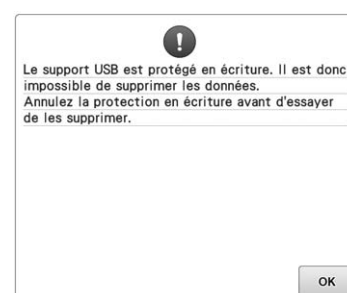 Le support USB est protégé en écriture. Il est donc
impossible de supprimer les données.
Annulez la protection en écriture avant d'essayer
de les supprimer.
OK